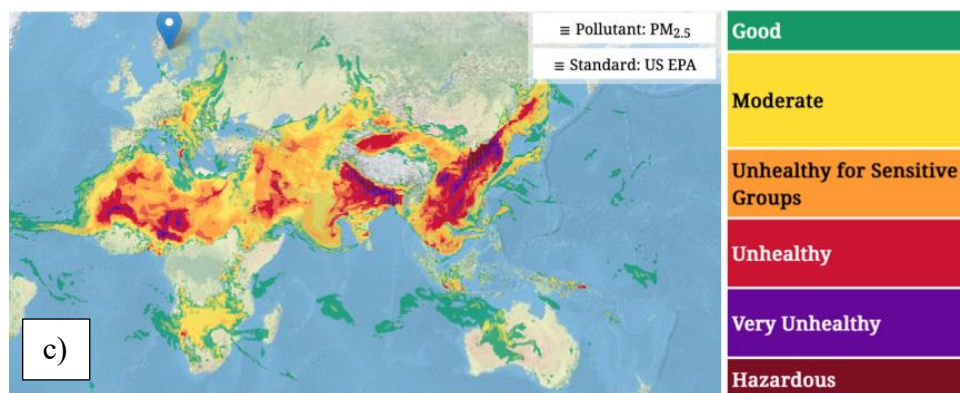 ≡ Pollutant: PM2.5
≡ Standard: US EPA
Good
Moderate
Unhealthy for Sensitive
Groups
Unhealthy
Very Unhealthy
Hazardous
c)